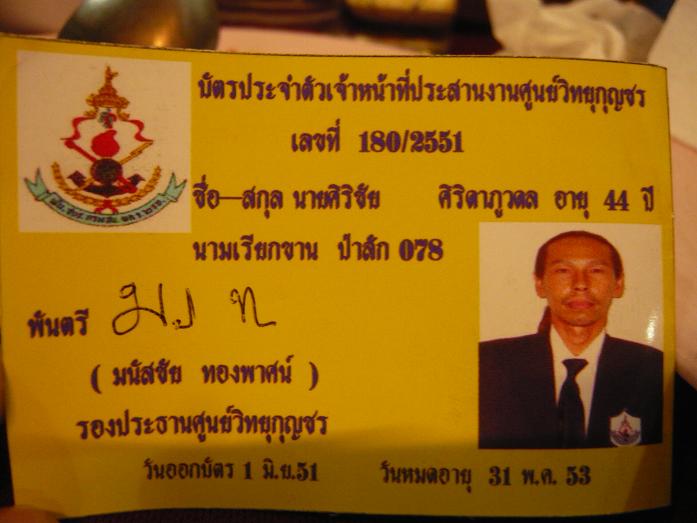 บัตรประจำตัวเจ้าหน้าที่ประสานงานศูนย์วิทยุกุญชร
เลขที่ 180/2551
ชื่อ–สกุล นายศิริชัย ศิริดาภูวดล อายุ 44 ปี
นามเรียกขาน ป่าสัก 078
พันตรี
( มนัสชัย ทองพาศน์ )
รองประธานศูนย์วิทยุกุญชร
วันออกบัตร 1 มิ.ย.51 วันหมดอายุ 31 พ.ค. 53